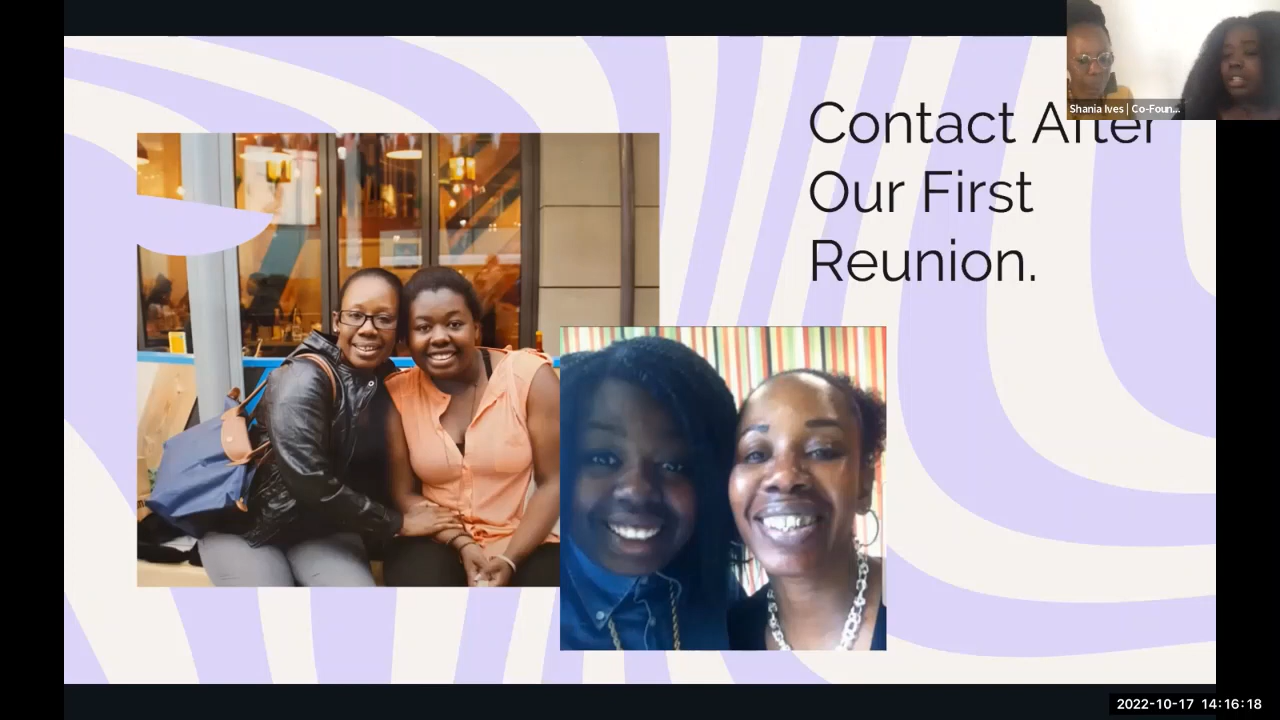 Shania Ives | Co-Foun...
Contact After
Our First
Reunion.
2022-10-17 14:16:18